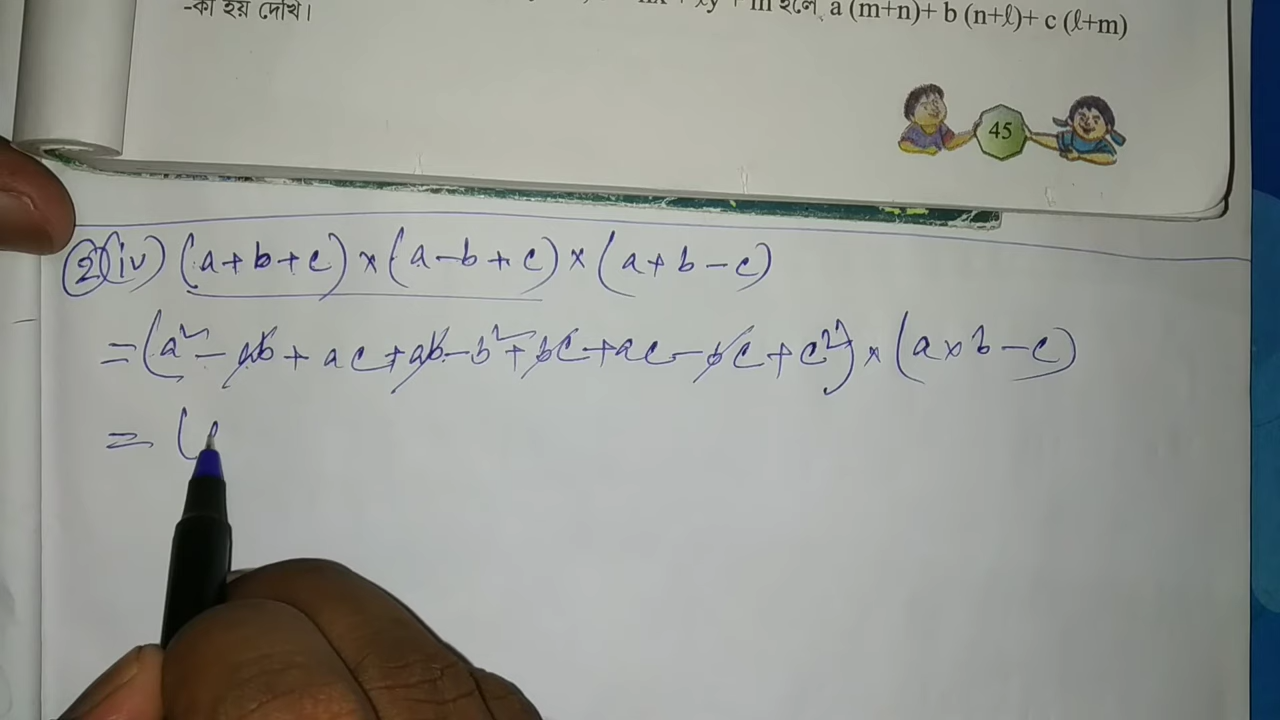 -কী হয় দেখি।
হলে, a (m+n)+ b (n+ℓ)+ c (ℓ+m)
45
2 (iv) (a+b+c)×(a-b+c)×(a+b-c)
=(a²-ab+ac+ab-b²+bc+ac-bc+c²)×(a×b-c)
= (